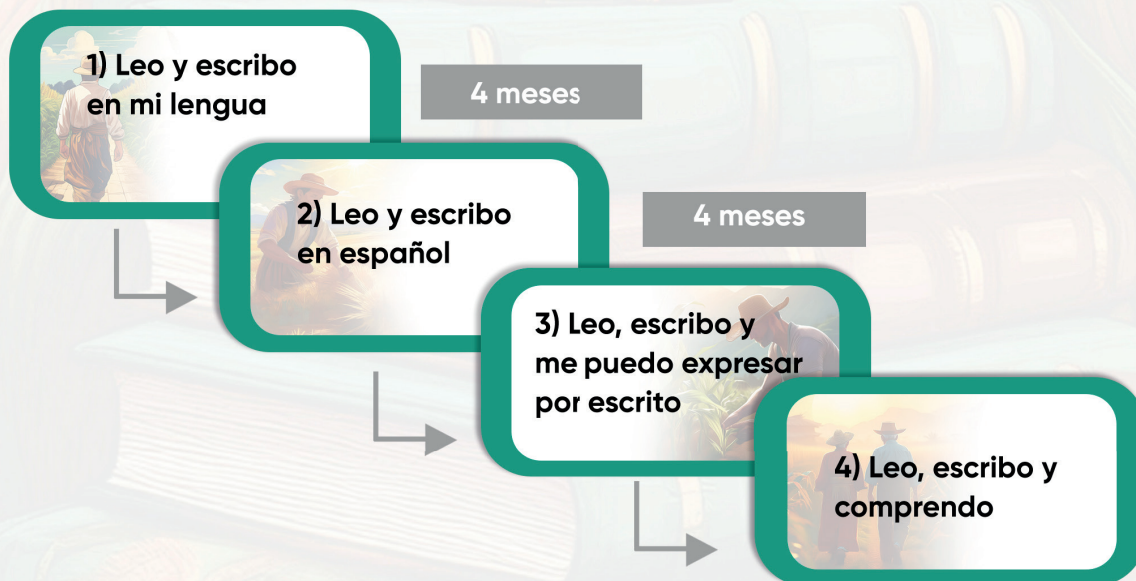 1) Leo y escribo
en mi lengua
4 meses
2) Leo y escribo
en español
4 meses
3) Leo, escribo y
me puedo expresar
por escrito
4) Leo, escribo y
comprendo